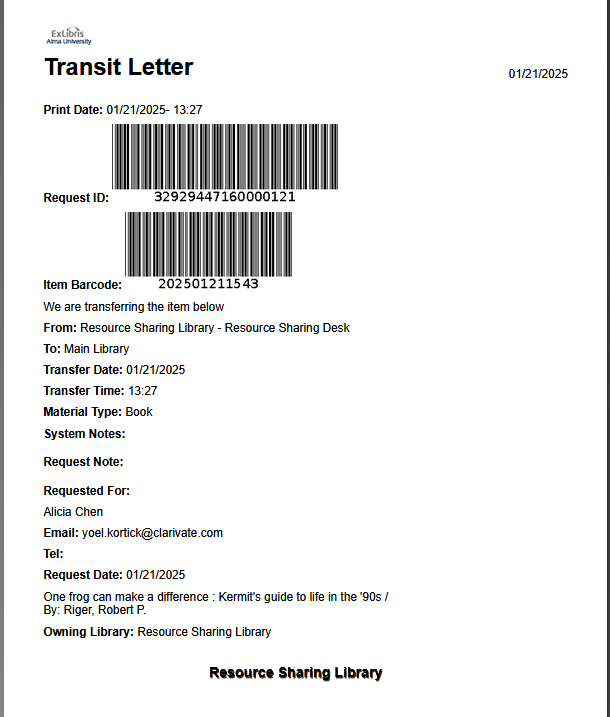 ExLibris
Alma University
Transit Letter
01/21/2025
Print Date: 01/21/2025- 13:27
Request ID: 32929447160000121
Item Barcode: 202501211543
We are transferring the item below
From: Resource Sharing Library - Resource Sharing Desk
To: Main Library
Transfer Date: 01/21/2025
Transfer Time: 13:27
Material Type: Book
System Notes:
Request Note:
Requested For:
Alicia Chen
Email: yoel.kortick@clarivate.com
Tel:
Request Date: 01/21/2025
One frog can make a difference : Kermit's guide to life in the '90s /
By: Riger, Robert P.
Owning Library: Resource Sharing Library
Resource Sharing Library